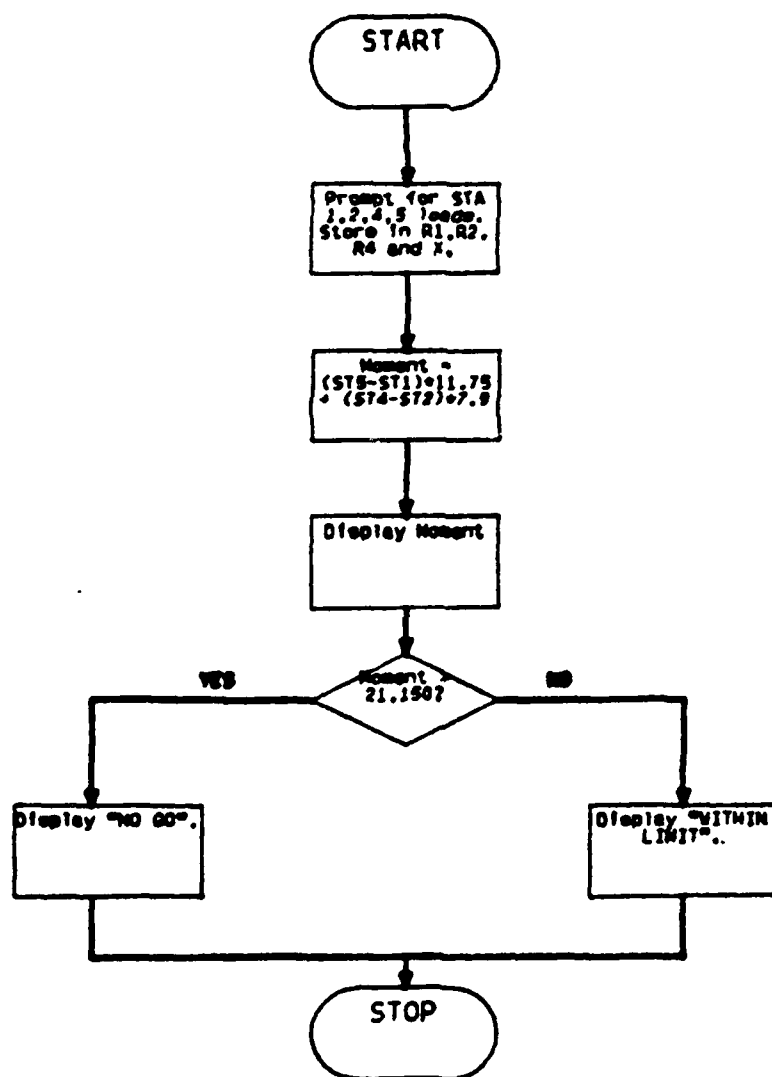 START
Prompt for STA
1,2,4,5 loads.
Store in R1,R2,
R4 and X.
Moment =
(ST5-ST1)*11.75
+ (ST4-ST2)*7.9
Display Moment
YES
Moment >
21,150?
NO
Display "NO GO".
Display "WITHIN
LIMIT".
STOP